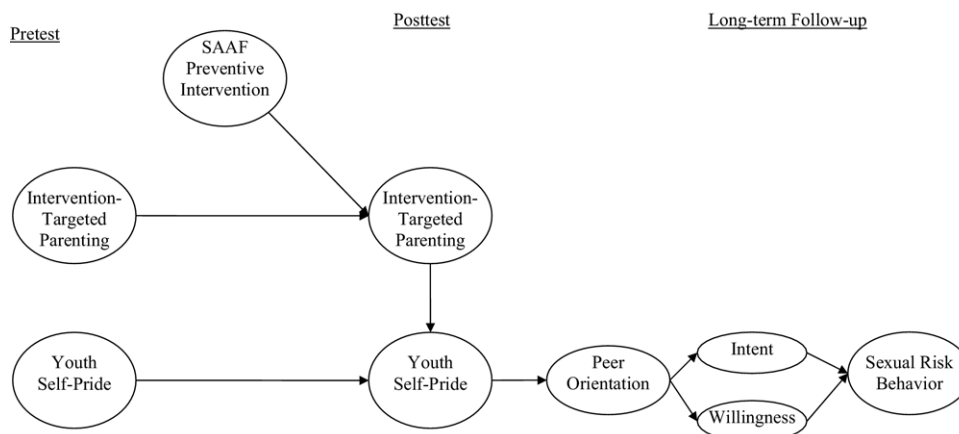 Pretest
Posttest
Long-term Follow-up
SAAF
Preventive
Intervention
Intervention-
Targeted
Parenting
Intervention-
Targeted
Parenting
Youth
Self-Pride
Youth
Self-Pride
Peer
Orientation
Intent
Willingness
Sexual Risk
Behavior